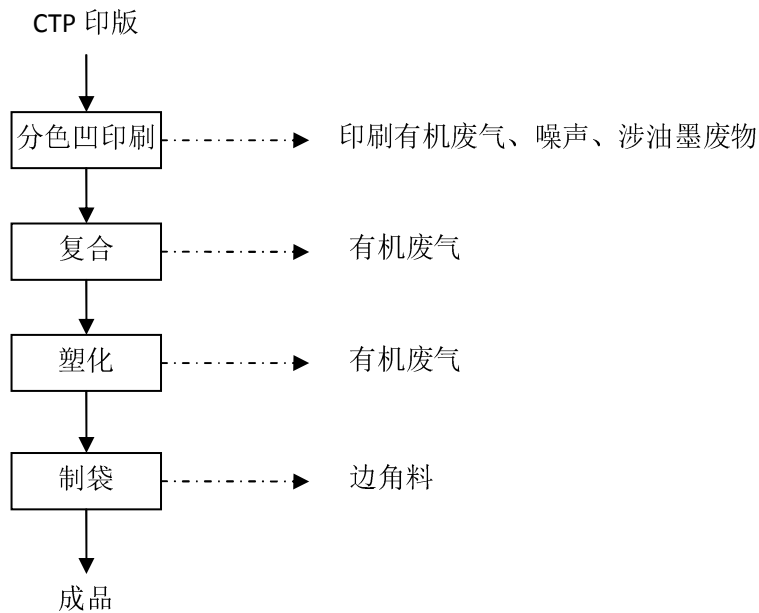 CTP 印版
分色凹印刷
印刷有机废气、噪声、涉油墨废物
复合
有机废气
塑化
有机废气
制袋
边角料
成品